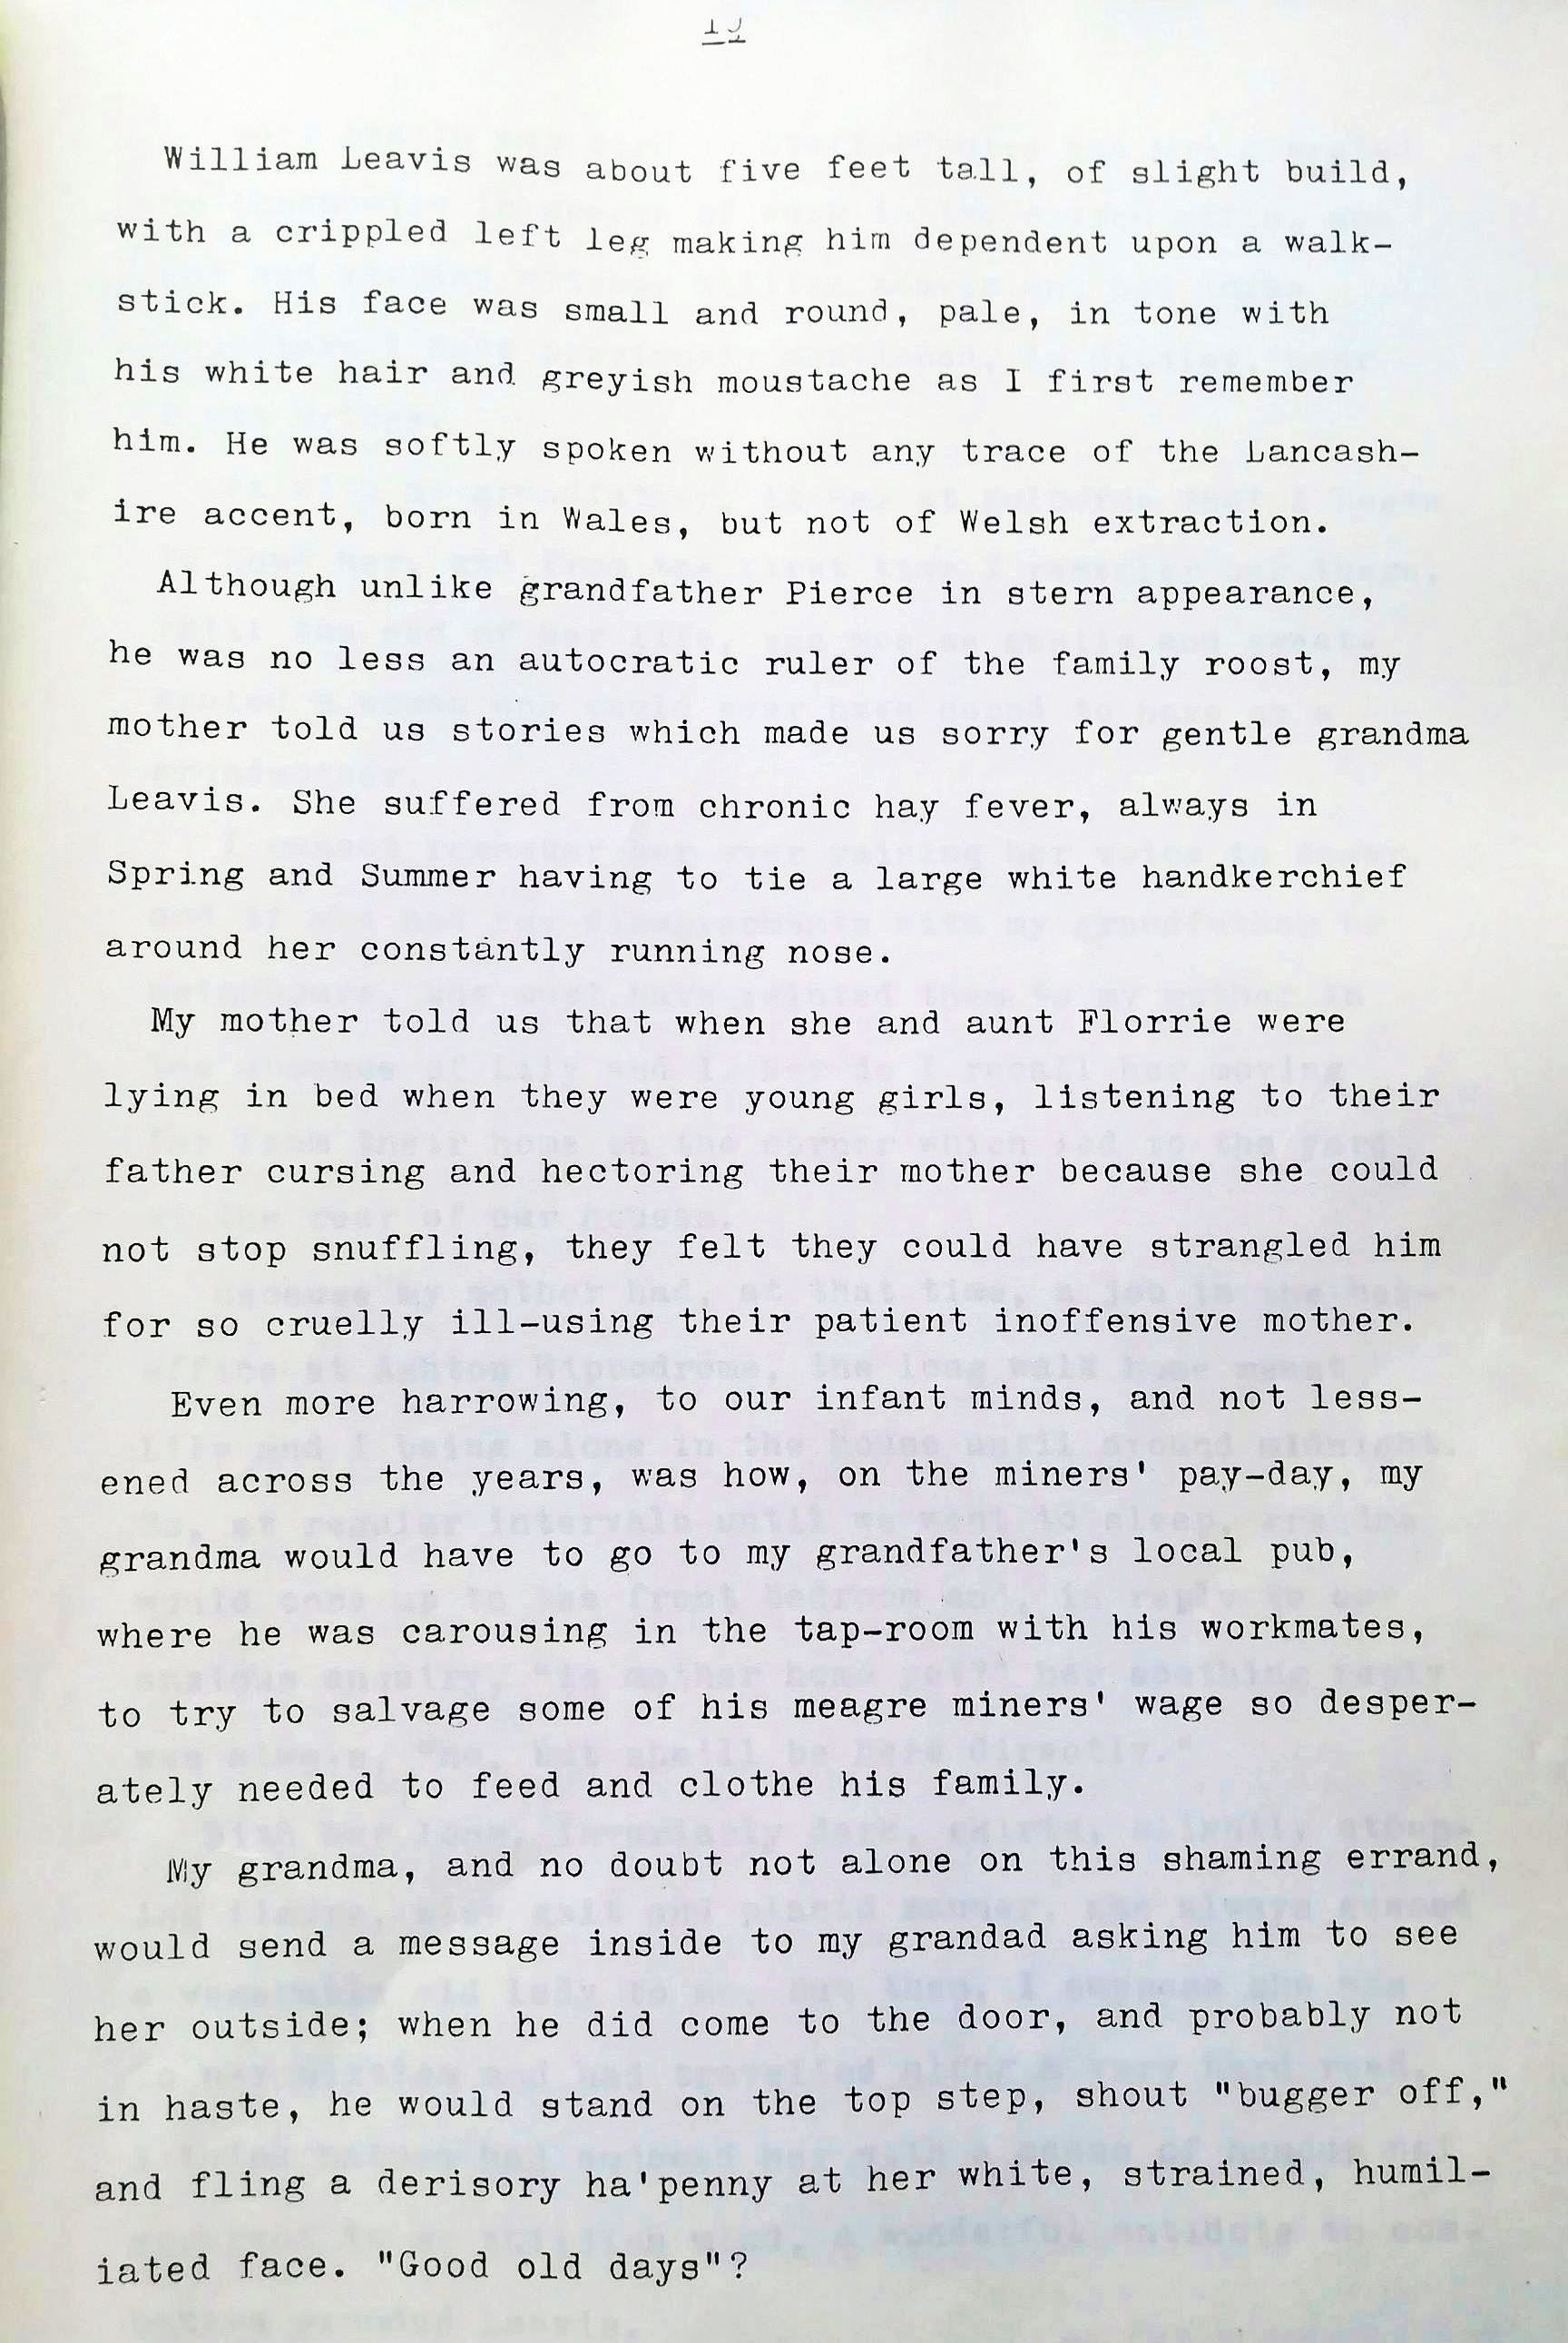 William Leavis was about five feet tall, of slight build,
with a crippled left leg making him dependent upon a walk-
stick. His face was small and round, pale, in tone with
his white hair and greyish moustache as I first remember
him. He was softly spoken without any trace of the Lancash-
ire accent, born in Wales, but not of Welsh extraction.
Although unlike grandfather Pierce in stern appearance,
he was no less an autocratic ruler of the family roost, my
mother told us stories which made us sorry for gentle grandma
Leavis. She suffered from chronic hay fever, always in
Spring and Summer having to tie a large white handkerchief
around her constantly running nose.
My mother told us that when she and aunt Florrie were
lying in bed when they were young girls, listening to their
father cursing and hectoring their mother because she could
not stop snuffling, they felt they could have strangled him
for so cruelly ill-using their patient inoffensive mother.
Even more harrowing, to our infant minds, and not less-
ened across the years, was how, on the miners' pay-day, my
grandma would have to go to my grandfather's local pub,
where he was carousing in the tap-room with his workmates,
to try to salvage some of his meagre miners' wage so desper-
ately needed to feed and clothe his family.
My grandma, and no doubt not alone on this shaming errand,
would send a message inside to my grandad asking him to see
her outside; when he did come to the door, and probably not
in haste, he would stand on the top step, shout "bugger off,"
and fling a derisory ha'penny at her white, strained, humil-
iated face. "Good old days"?